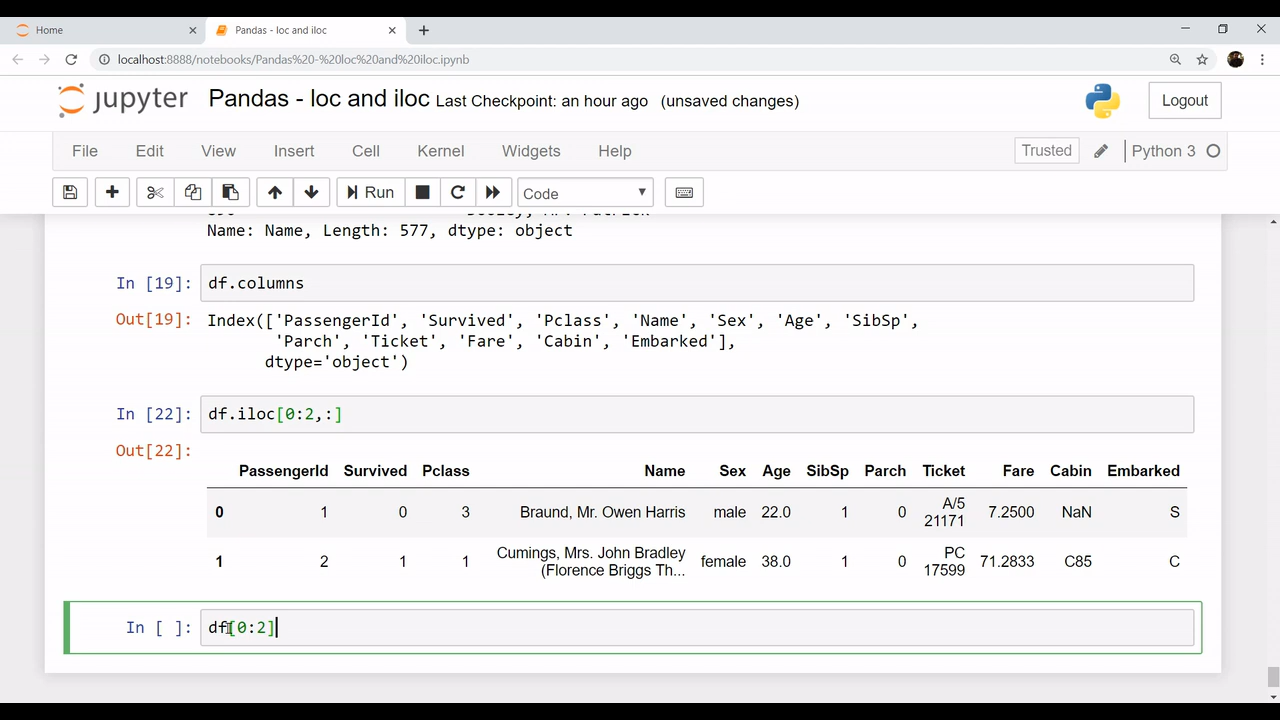 Home
Pandas - loc and iloc
localhost:8888/notebooks/Pandas%20-%20loc%20and%20iloc.ipynb
jupyter Pandas - loc and iloc Last Checkpoint: an hour ago (unsaved changes) Logout
File Edit View Insert Cell Kernel Widgets Help Trusted Python 3
Run Code
Name: Name, Length: 577, dtype: object
In [19]: df.columns
Out[19]: Index(['PassengerId', 'Survived', 'Pclass', 'Name', 'Sex', 'Age', 'SibSp',
'Parch', 'Ticket', 'Fare', 'Cabin', 'Embarked'],
dtype='object')
In [22]: df.iloc[0:2,:]
Out[22]:
PassengerId Survived Pclass Name Sex Age SibSp Parch Ticket Fare Cabin Embarked
0 1 0 3 Braund, Mr. Owen Harris male 22.0 1 0 A/5 21171 7.2500 NaN S
1 2 1 1 Cumings, Mrs. John Bradley (Florence Briggs Th... female 38.0 1 0 PC 17599 71.2833 C85 C
In [ ]: df[0:2]